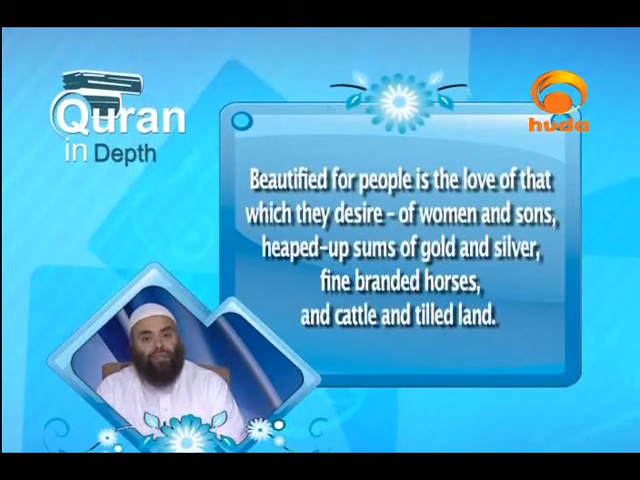 Quran
in Depth
huda
Beautified for people is the love of that
which they desire - of women and sons,
heaped-up sums of gold and silver,
fine branded horses,
and cattle and tilled land.